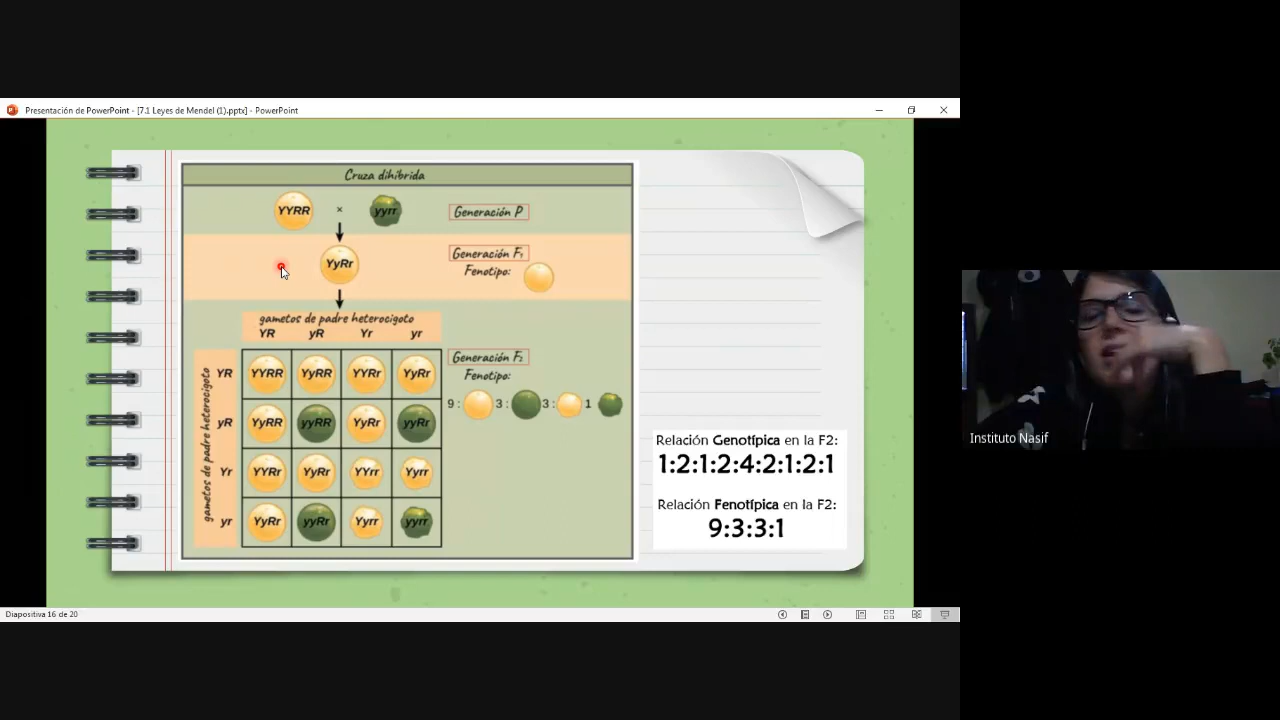 Presentación de PowerPoint - [7.1 Leyes de Mendel (1).pptx] - PowerPoint
Cruza dihíbrida
YYRR × yyrr Generación P
YyRr Generación F₁
Fenotipo:
gametos de padre heterocigoto
YR yR Yr yr
gametos de padre heterocigoto
YR YYRR YyRR YYRr YyRr
yR YyRR yyRR YyRr yyRr
Yr YYRr YyRr YYrr Yyrr
yr YyRr yyRr Yyrr yyrr
Generación F₂
Fenotipo:
9: 3: 3: 1
Relación Genotípica en la F2:
1:2:1:2:4:2:1:2:1
Relación Fenotípica en la F2:
9:3:3:1
Diapositiva 16 de 20
Instituto Nasif